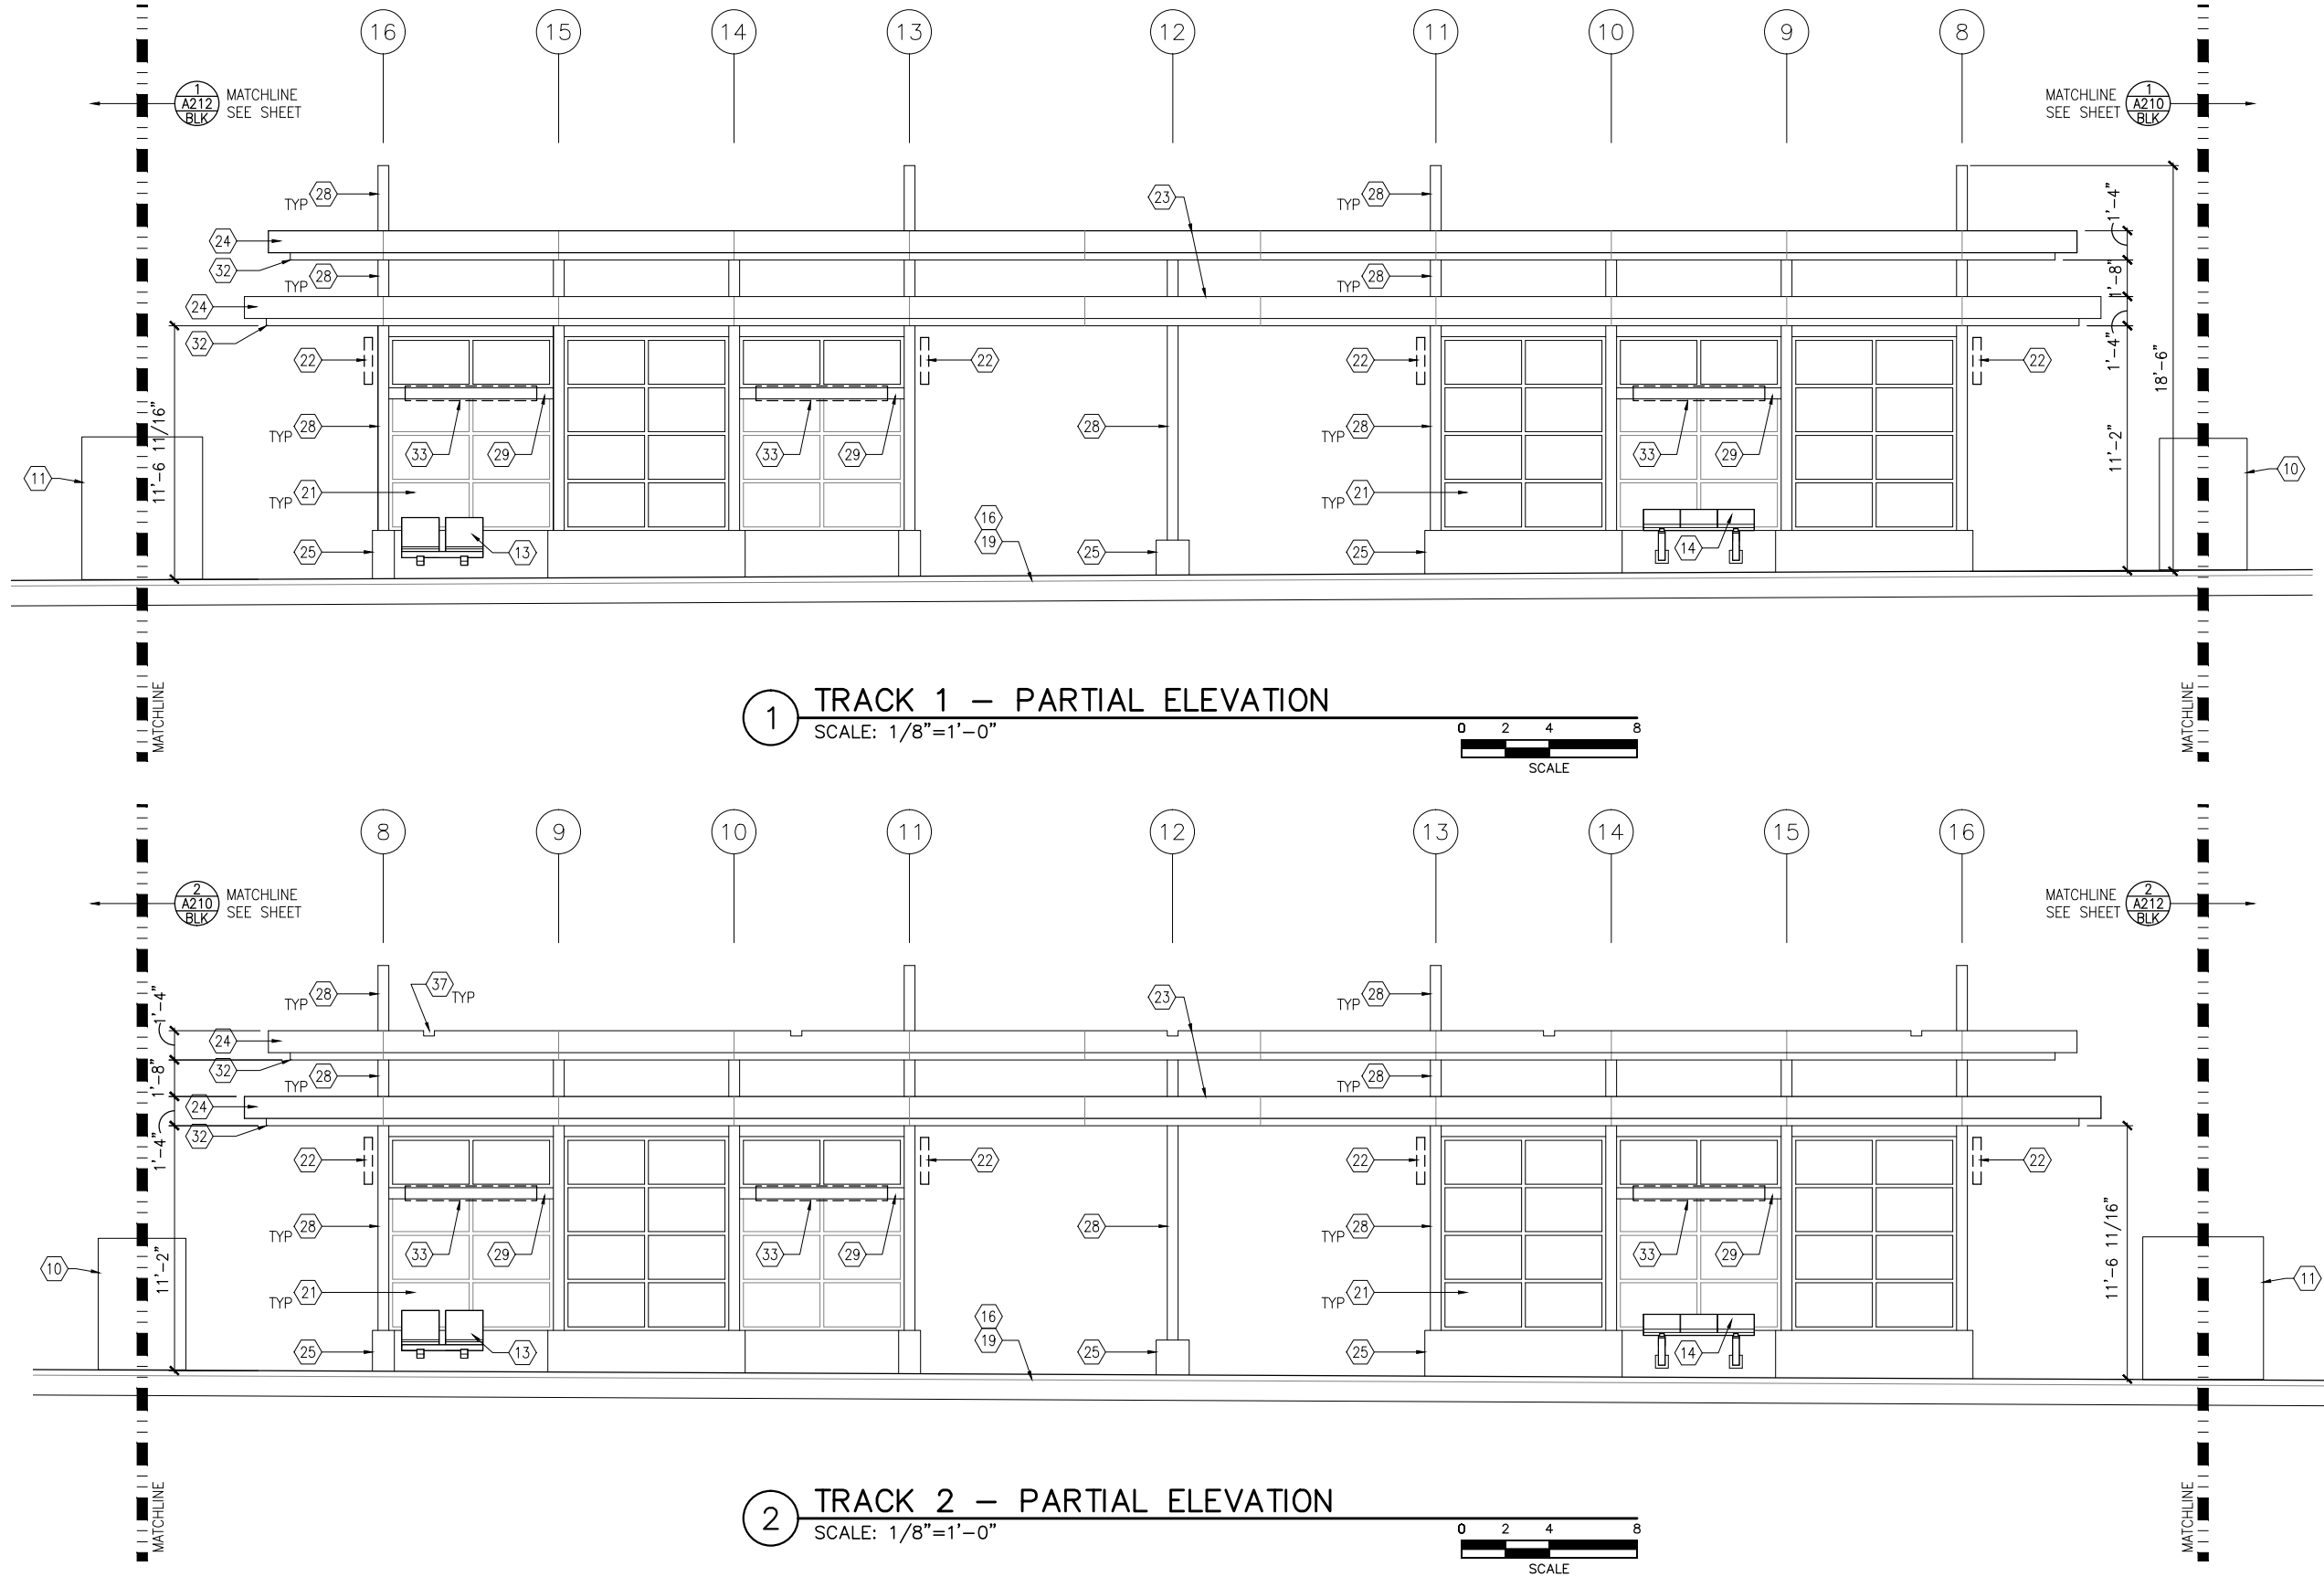 16 15 14 13 12 11 10 9 8
1
A212
BLK
MATCHLINE
SEE SHEET
MATCHLINE
SEE SHEET
1
A210
BLK
TYP 28
23
TYP 28
1'-4"
24
32
TYP 28
TYP 28
1'-8"
24
32
1'-4"
18'-6"
22
22
22
22
11'-6 11/16"
TYP 28
28
TYP 28
11'-2"
33
29
33
29
33
29
11
10
TYP 21
TYP 21
16
19
25
13
25
25
14
MATCHLINE
MATCHLINE
1
TRACK 1 - PARTIAL ELEVATION
SCALE: 1/8"=1'-0"
0 2 4 8
SCALE
8 9 10 11 12 13 14 15 16
2
A210
BLK
MATCHLINE
SEE SHEET
MATCHLINE
SEE SHEET
2
A212
BLK
TYP 28
37 TYP
23
TYP 28
1'-4"
24
32
1'-8"
TYP 28
TYP 28
24
32
1'-4"
22
22
22
22
TYP 28
28
TYP 28
11'-6 11/16"
11'-2"
33
29
33
29
33
29
10
11
TYP 21
TYP 21
16
19
25
13
25
25
14
MATCHLINE
MATCHLINE
2
TRACK 2 - PARTIAL ELEVATION
SCALE: 1/8"=1'-0"
0 2 4 8
SCALE